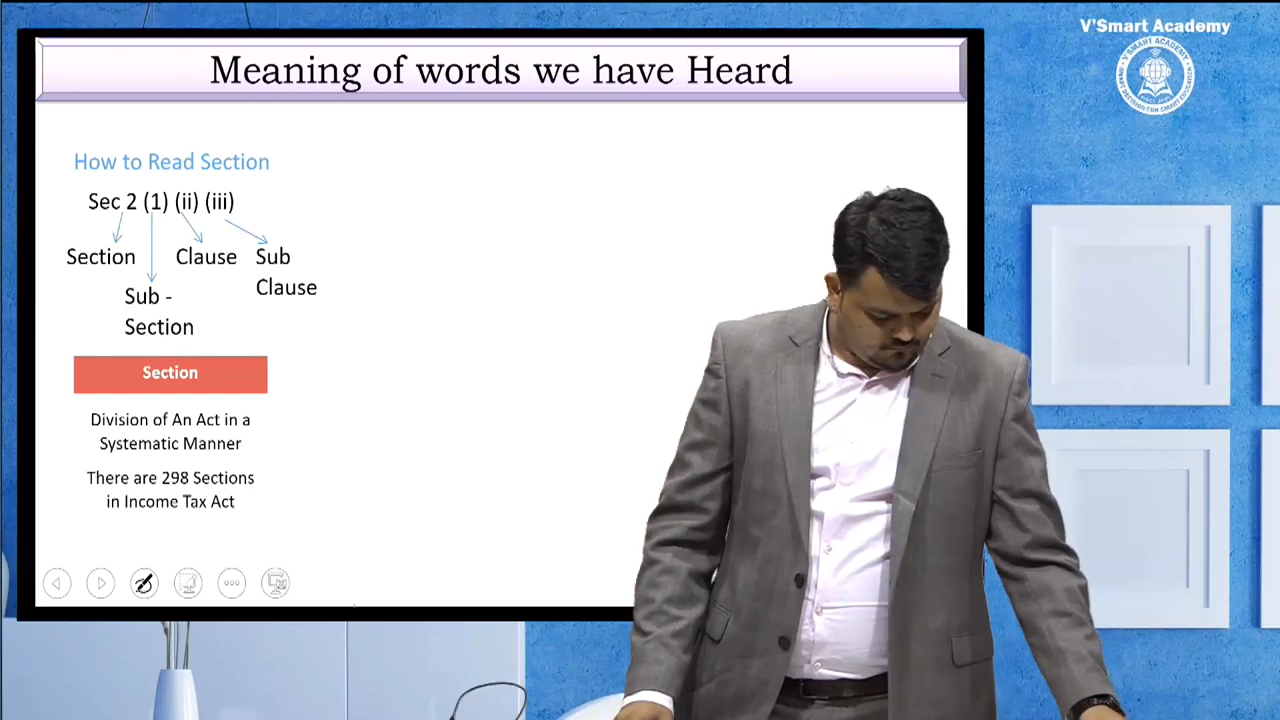 V'Smart Academy
V'SMART ACADEMY
Meaning of words we have Heard
How to Read Section
Sec 2 (1) (ii) (iii)
Section
Clause
Sub
Clause
Sub -
Section
Section
Division of An Act in a
Systematic Manner
There are 298 Sections
in Income Tax Act